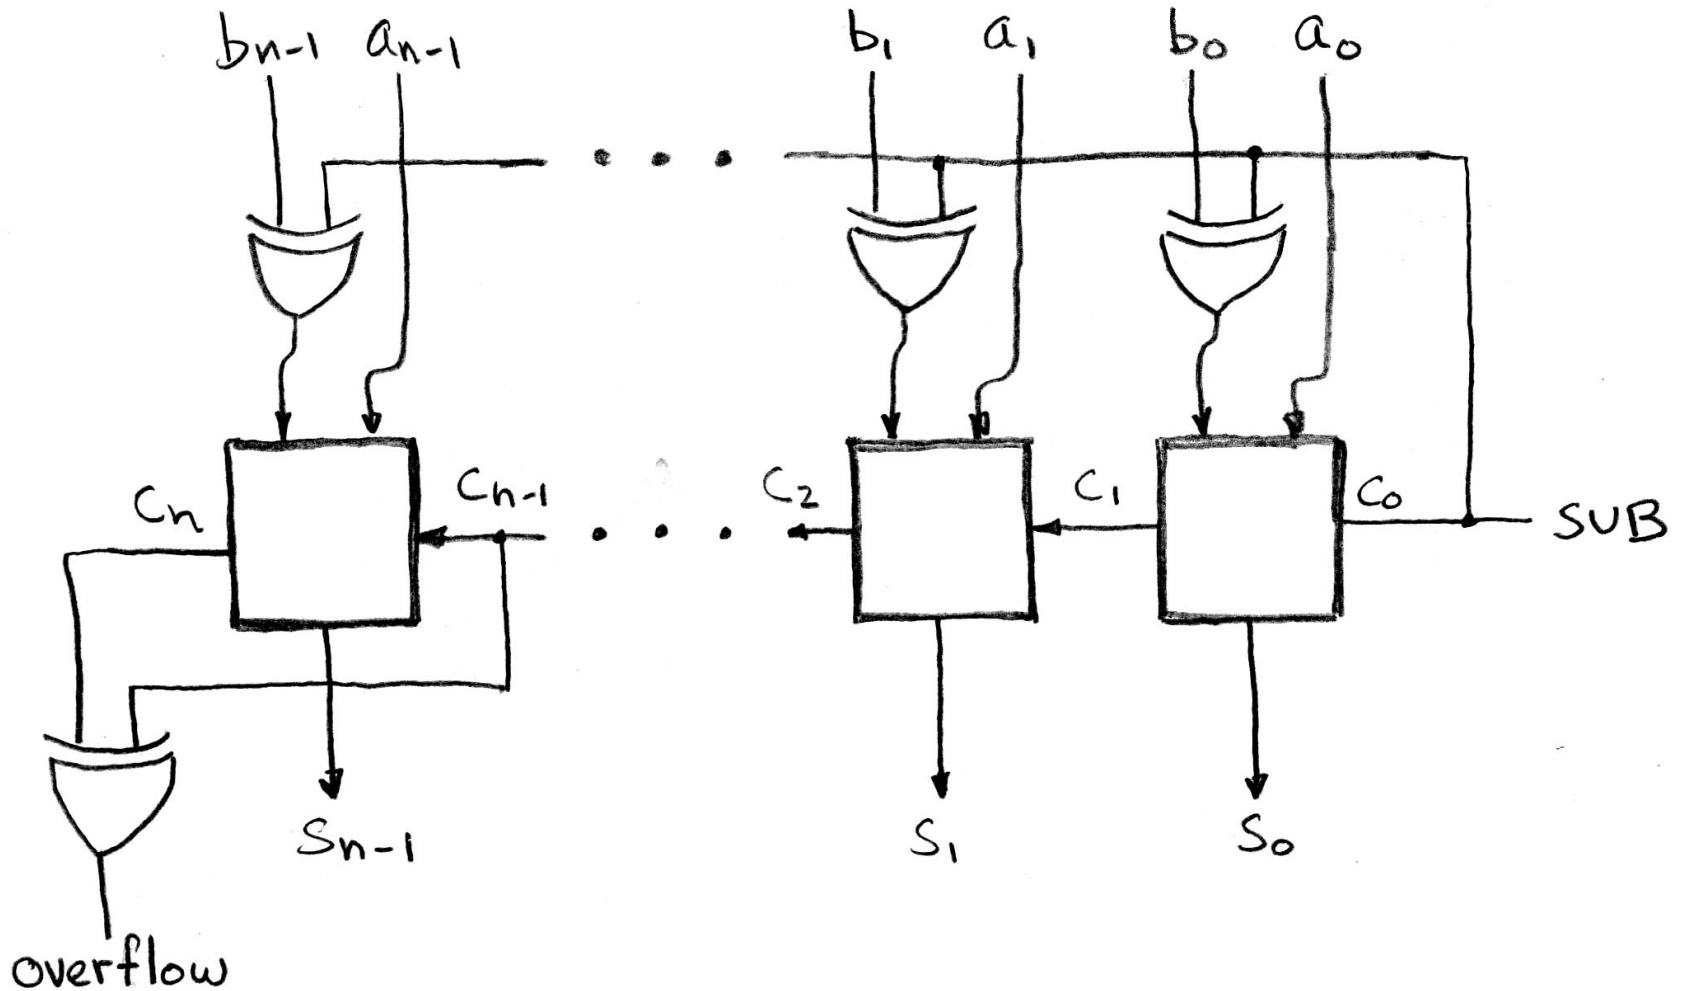 bn-1 an-1 b1 a1 b0 a0
Cn Cn-1 C2 C1 C0 SUB
Sn-1 S1 S0
overflow